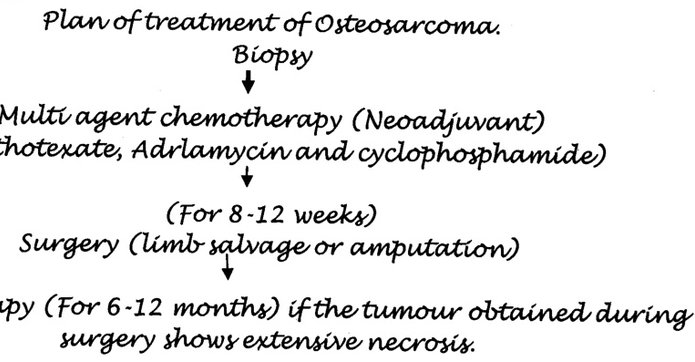 Plan of treatment of Osteosarcoma.
Biopsy
Multi agent chemotherapy (Neoadjuvant)
thotexate, Adrlamycin and cyclophosphamide)
(For 8-12 weeks)
Surgery (limb salvage or amputation)
apy (For 6-12 months) if the tumour obtained during
surgery shows extensive necrosis.